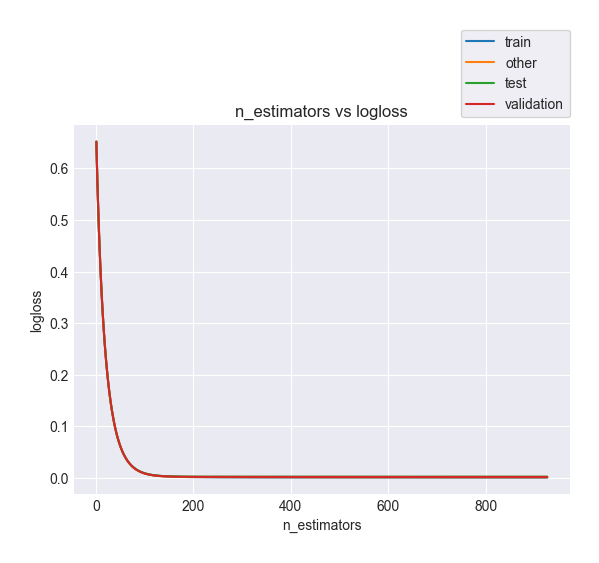 train
other
test
validation
n_estimators vs logloss
0.6
0.5
0.4
0.3
0.2
0.1
0.0
logloss
0 200 400 600 800
n_estimators